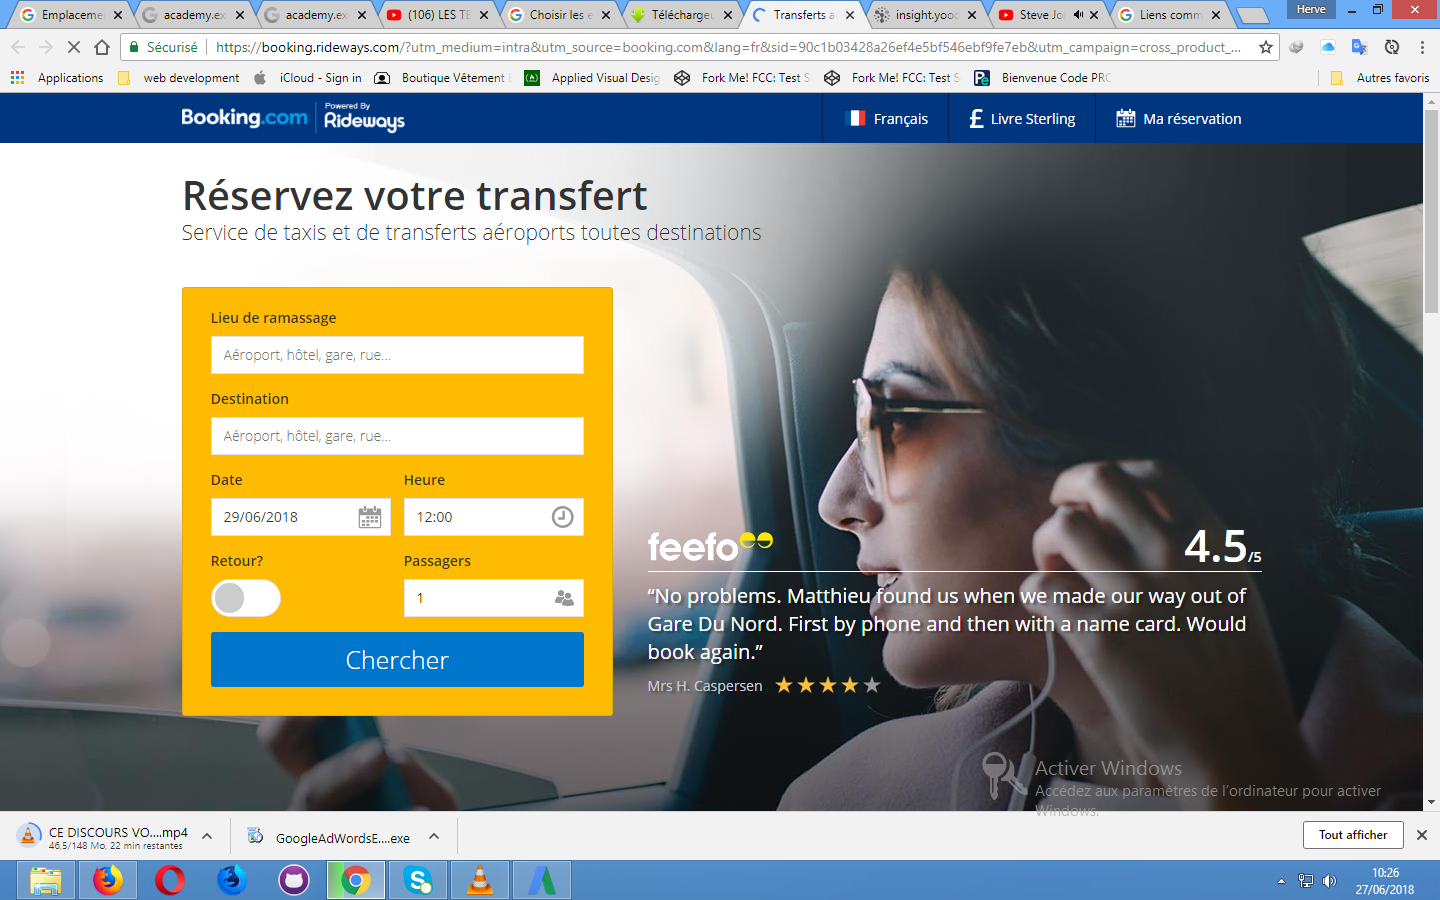 Emplaceme
academy.ex
academy.ex
(106) LES TE
Choisir les e
Télécharge
Transferts a
insight.yooc
Steve Jo
Liens comm
Herve
Sécurisé
https://booking.rideways.com/?utm_medium=intra&utm_source=booking.com&lang=fr&sid=90c1b03428a26ef4e5bf546ebf9fe7eb&utm_campaign=cross_product_...
Applications
web development
iCloud - Sign in
Boutique Vêtement
Applied Visual Desig
Fork Me! FCC: Test S
Fork Me! FCC: Test S
Bienvenue Code PRO
Autres favoris
Booking.com
Powered By
Rideways
Français
£ Livre Sterling
Ma réservation
Réservez votre transfert
Service de taxis et de transferts aéroports toutes destinations
Lieu de ramassage
Aéroport, hôtel, gare, rue...
Destination
Aéroport, hôtel, gare, rue...
Date
Heure
29/06/2018
12:00
Retour?
Passagers
1
Chercher
feefo
4.5/5
“No problems. Matthieu found us when we made our way out of
Gare Du Nord. First by phone and then with a name card. Would
book again.”
Mrs H. Caspersen
Activer Windows
Accédez aux paramètres de l'ordinateur pour activer
Windows.
CE DISCOURS VO....mp4
46,5/148 Mo, 22 min restantes
GoogleAdWordsE....exe
Tout afficher
10:26
27/06/2018